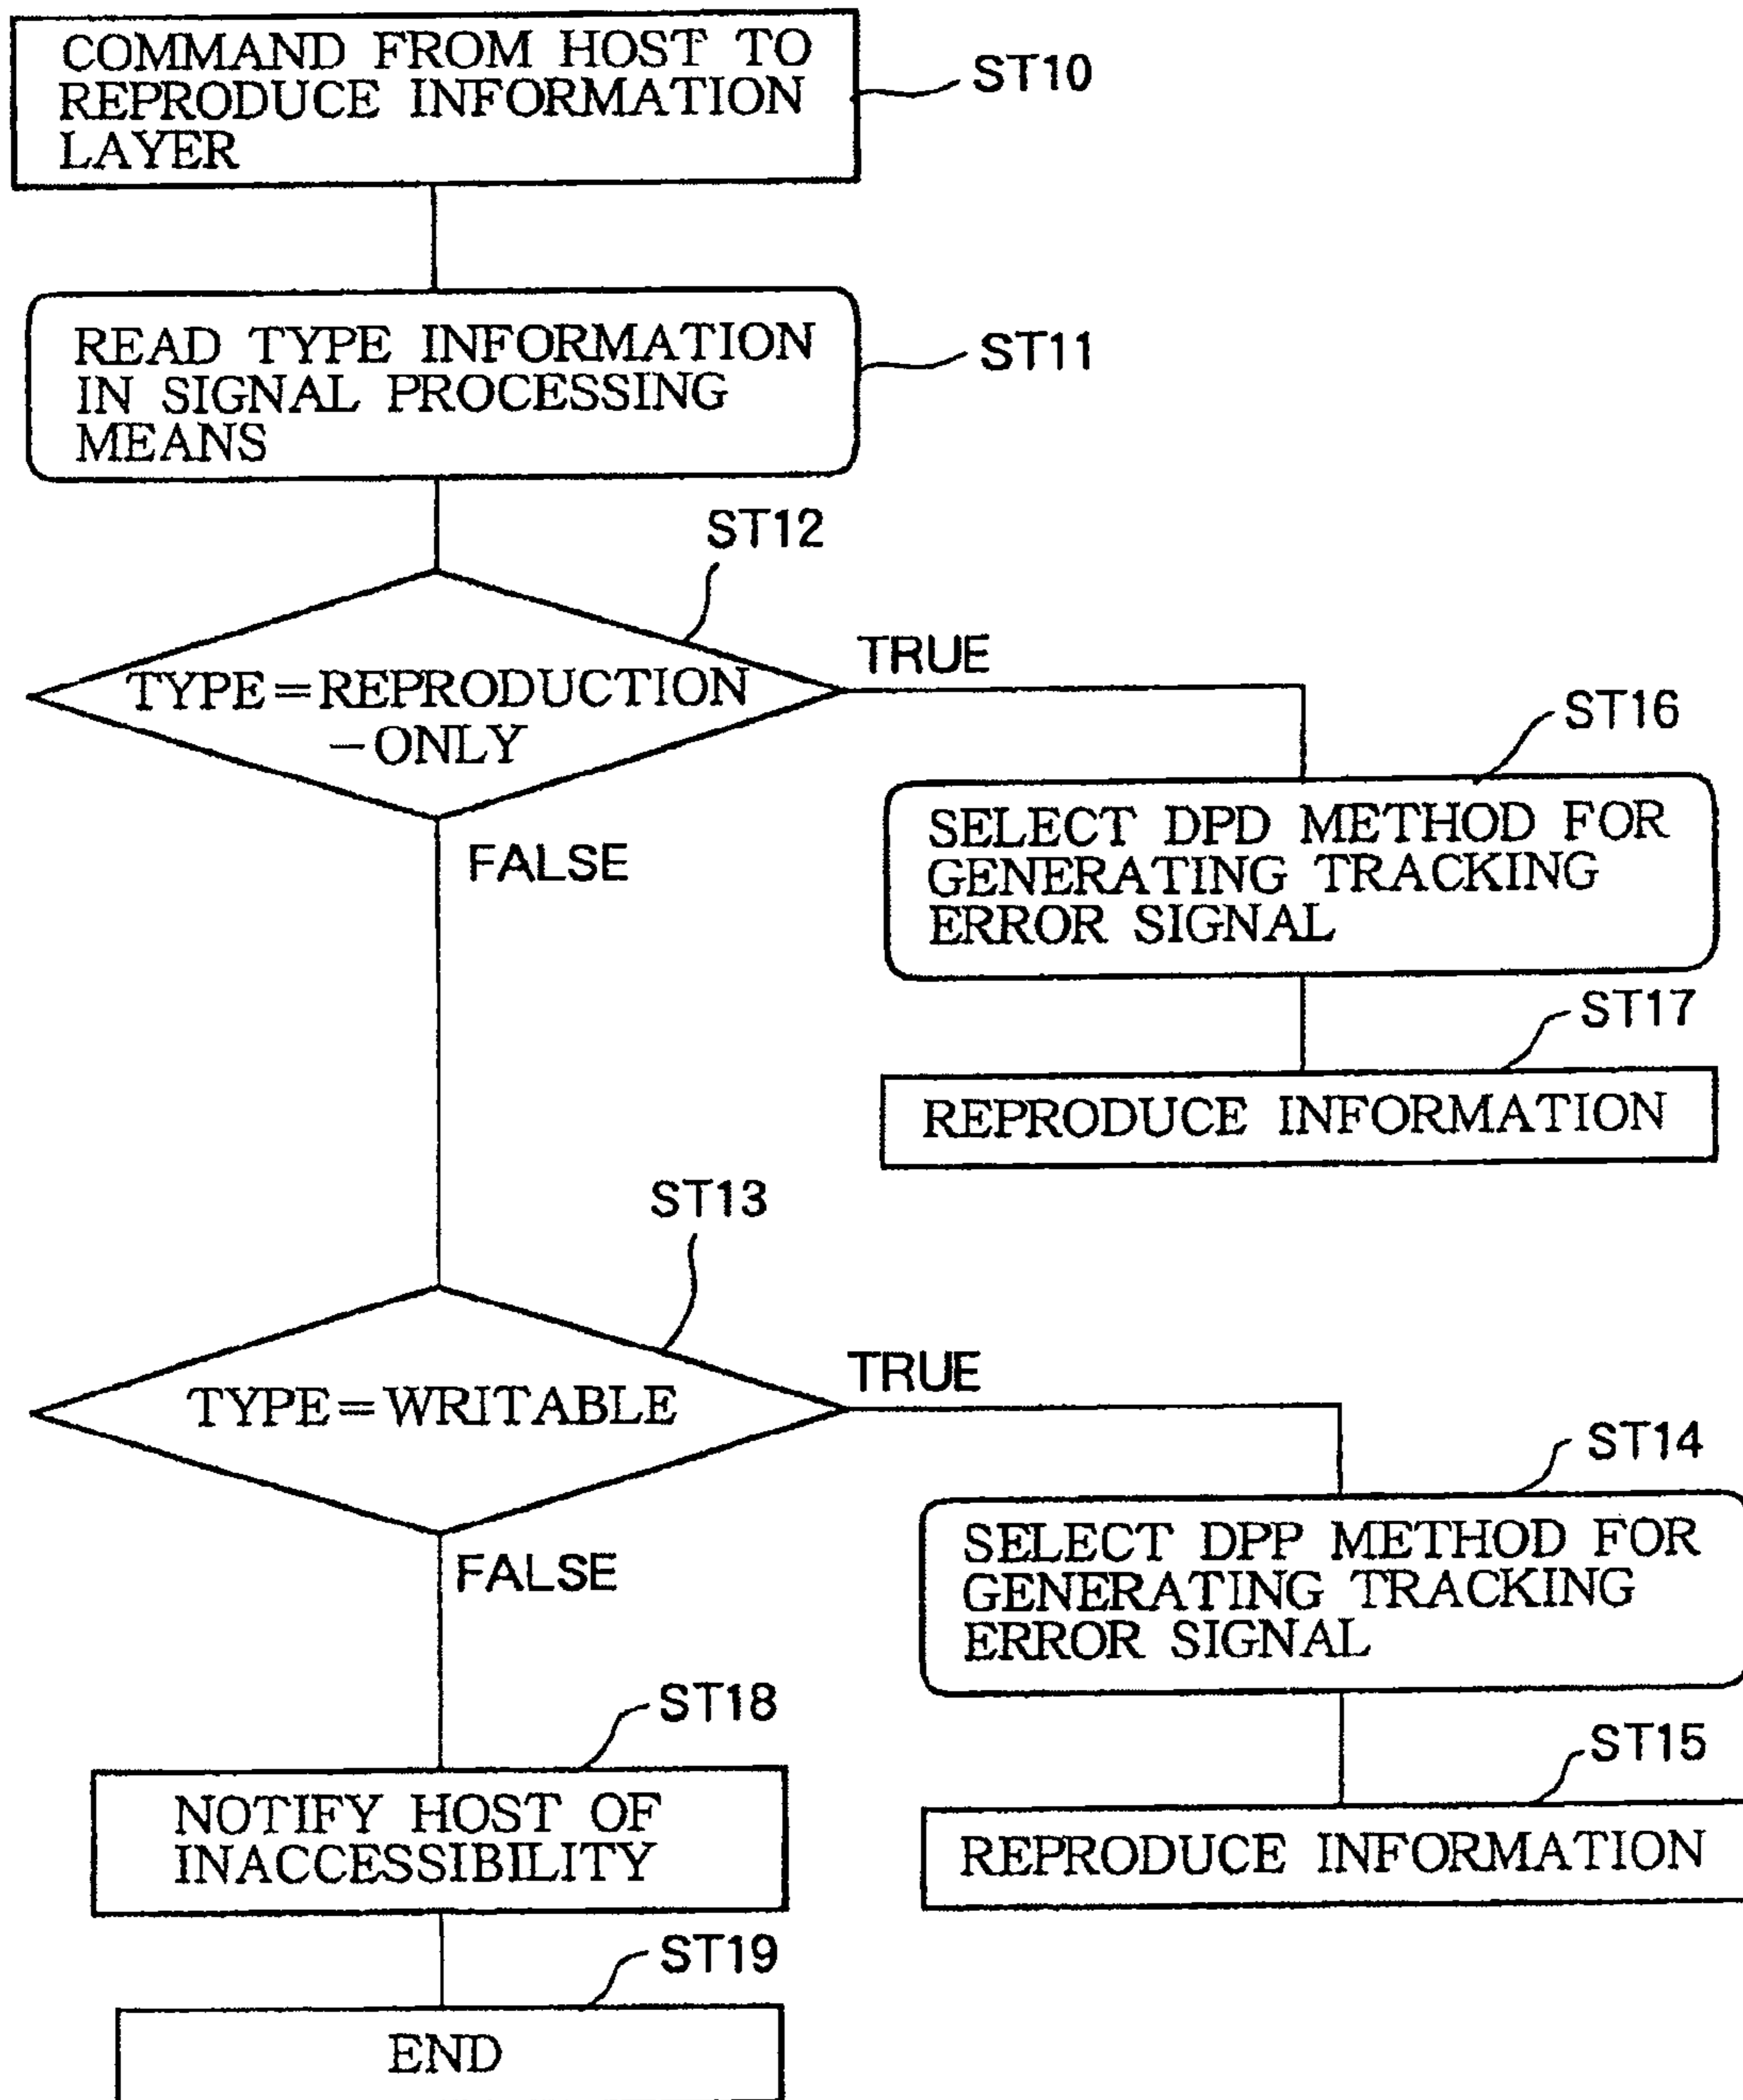 COMMAND FROM HOST TO
REPRODUCE INFORMATION
LAYER
ST10
READ TYPE INFORMATION
IN SIGNAL PROCESSING
MEANS
ST11
ST12
TYPE=REPRODUCTION
-ONLY
TRUE
FALSE
ST16
SELECT DPD METHOD FOR
GENERATING TRACKING
ERROR SIGNAL
ST17
REPRODUCE INFORMATION
ST13
TYPE=WRITABLE
TRUE
FALSE
ST14
SELECT DPP METHOD FOR
GENERATING TRACKING
ERROR SIGNAL
ST15
REPRODUCE INFORMATION
ST18
NOTIFY HOST OF
INACCESSIBILITY
ST19
END